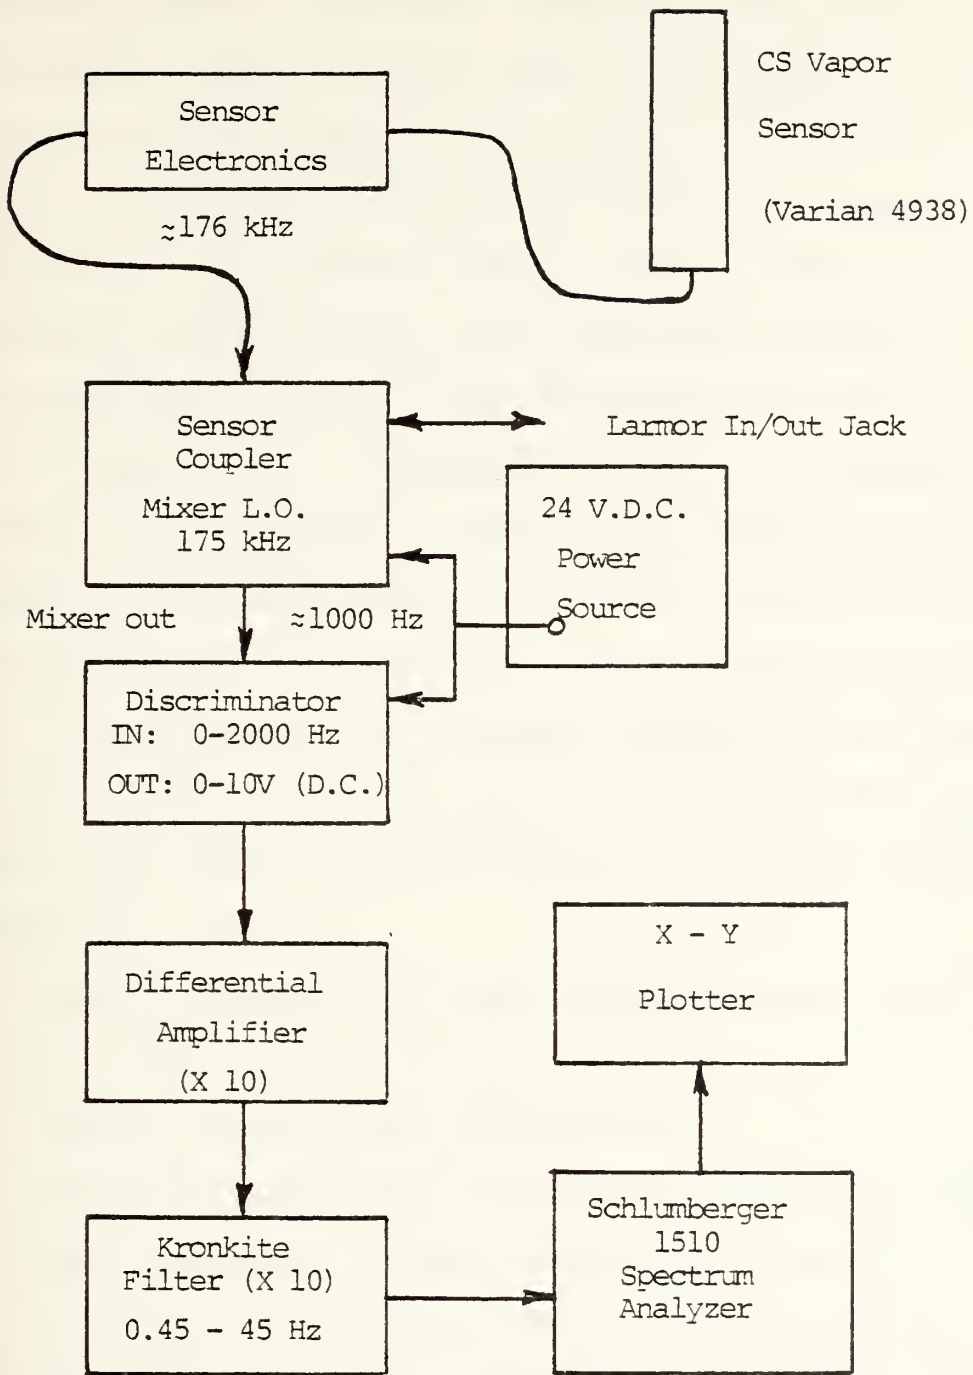 CS Vapor
Sensor
(Varian 4938)
Sensor
Electronics
≈176 kHz
Sensor
Coupler
Mixer L.O.
175 kHz
Larmor In/Out Jack
24 V.D.C.
Power
Source
Mixer out ≈1000 Hz
Discriminator
IN: 0-2000 Hz
OUT: 0-10V (D.C.)
Differential
Amplifier
(X 10)
X - Y
Plotter
Kronkite
Filter (X 10)
0.45 - 45 Hz
Schlumberger
1510
Spectrum
Analyzer